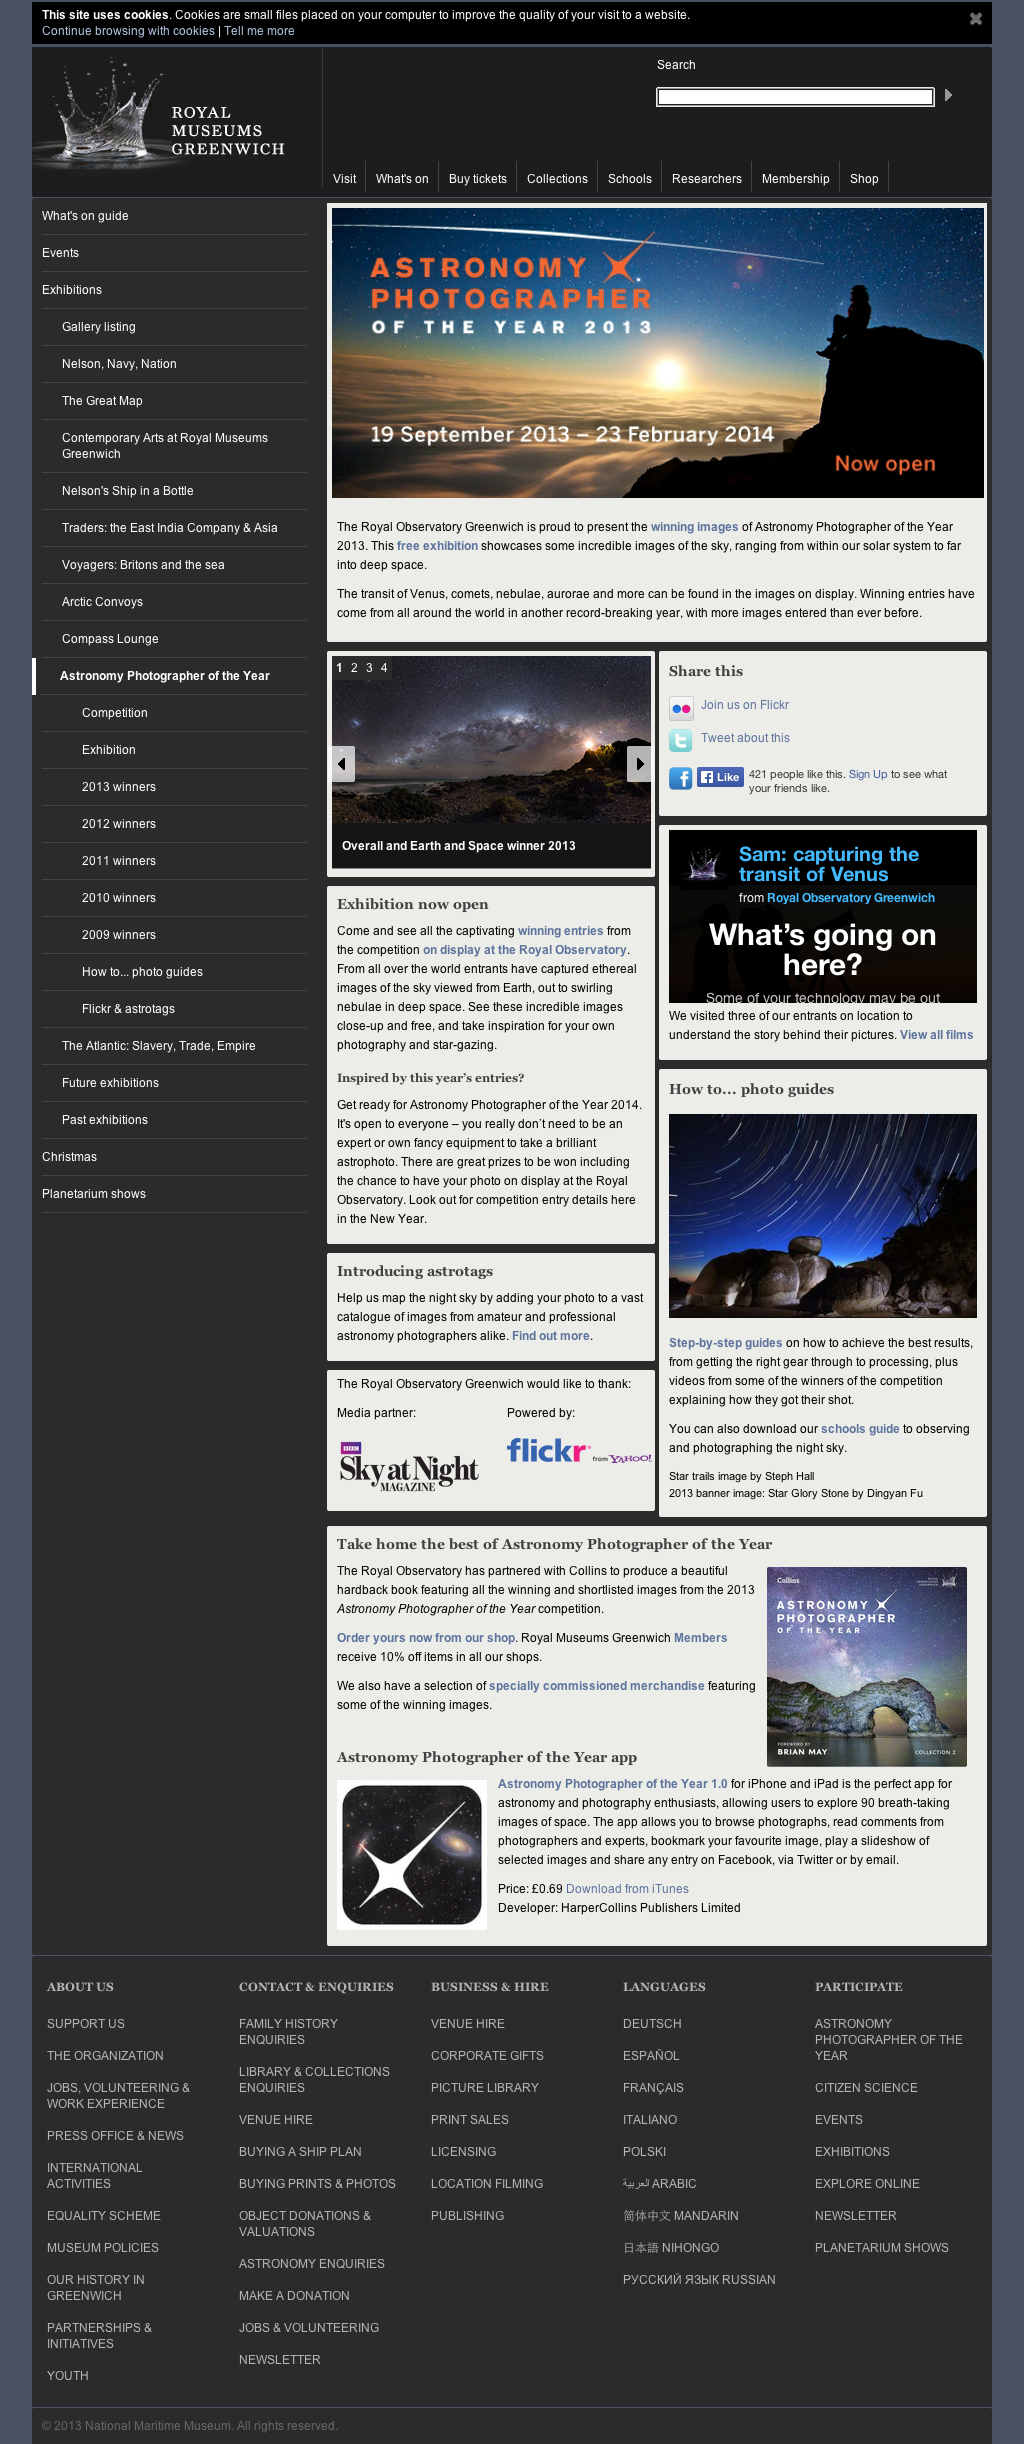 This site uses cookies. Cookies are small files placed on your computer to improve the quality of your visit to a website.
Continue browsing with cookies | Tell me more
Search
ROYAL
MUSEUMS
GREENWICH
Visit
What's on
Buy tickets
Collections
Schools
Researchers
Membership
Shop
What's on guide
Events
Exhibitions
Gallery listing
Nelson, Navy, Nation
The Great Map
Contemporary Arts at Royal Museums
Greenwich
Nelson's Ship in a Bottle
Traders: the East India Company & Asia
Voyagers: Britons and the sea
Arctic Convoys
Compass Lounge
Astronomy Photographer of the Year
Competition
Exhibition
2013 winners
2012 winners
2011 winners
2010 winners
2009 winners
How to... photo guides
Flickr & astrotags
The Atlantic: Slavery, Trade, Empire
Future exhibitions
Past exhibitions
Christmas
Planetarium shows
ASTRONOMY
PHOTOGRAPHER
OF THE YEAR 2013
19 September 2013 – 23 February 2014
Now open
The Royal Observatory Greenwich is proud to present the winning images of Astronomy Photographer of the Year
2013. This free exhibition showcases some incredible images of the sky, ranging from within our solar system to far
into deep space.
The transit of Venus, comets, nebulae, aurorae and more can be found in the images on display. Winning entries have
come from all around the world in another record-breaking year, with more images entered than ever before.
1 2 3 4
Overall and Earth and Space winner 2013
Exhibition now open
Come and see all the captivating winning entries from
the competition on display at the Royal Observatory.
From all over the world entrants have captured ethereal
images of the sky viewed from Earth, out to swirling
nebulae in deep space. See these incredible images
close-up and free, and take inspiration for your own
photography and star-gazing.
Inspired by this year's entries?
Get ready for Astronomy Photographer of the Year 2014.
It's open to everyone – you really don't need to be an
expert or own fancy equipment to take a brilliant
astrophoto. There are great prizes to be won including
the chance to have your photo on display at the Royal
Observatory. Look out for competition entry details here
in the New Year.
Introducing astrotags
Help us map the night sky by adding your photo to a vast
catalogue of images from amateur and professional
astronomy photographers alike. Find out more.
The Royal Observatory Greenwich would like to thank:
Media partner:
Powered by:
BBC
Sky at Night
MAGAZINE
flickr from YAHOO!
Share this
Join us on Flickr
Tweet about this
Like
421 people like this. Sign Up to see what
your friends like.
Sam: capturing the
transit of Venus
from Royal Observatory Greenwich
What's going on
here?
Some of your technology may be out
We visited three of our entrants on location to
understand the story behind their pictures. View all films
How to... photo guides
Step-by-step guides on how to achieve the best results,
from getting the right gear through to processing, plus
videos from some of the winners of the competition
explaining how they got their shot.
You can also download our schools guide to observing
and photographing the night sky.
Star trails image by Steph Hall
2013 banner image: Star Glory Stone by Dingyan Fu
Take home the best of Astronomy Photographer of the Year
The Royal Observatory has partnered with Collins to produce a beautiful
hardback book featuring all the winning and shortlisted images from the 2013
Astronomy Photographer of the Year competition.
Order yours now from our shop. Royal Museums Greenwich Members
receive 10% off items in all our shops.
We also have a selection of specially commissioned merchandise featuring
some of the winning images.
Collins
ASTRONOMY
PHOTOGRAPHER
OF THE YEAR
FOREWORD BY
BRIAN MAY
COLLECTION 2
Astronomy Photographer of the Year app
Astronomy Photographer of the Year 1.0 for iPhone and iPad is the perfect app for
astronomy and photography enthusiasts, allowing users to explore 90 breath-taking
images of space. The app allows you to browse photographs, read comments from
photographers and experts, bookmark your favourite image, play a slideshow of
selected images and share any entry on Facebook, via Twitter or by email.
Price: £0.69 Download from iTunes
Developer: HarperCollins Publishers Limited
ABOUT US
SUPPORT US
THE ORGANIZATION
JOBS, VOLUNTEERING &
WORK EXPERIENCE
PRESS OFFICE & NEWS
INTERNATIONAL
ACTIVITIES
EQUALITY SCHEME
MUSEUM POLICIES
OUR HISTORY IN
GREENWICH
PARTNERSHIPS &
INITIATIVES
YOUTH
CONTACT & ENQUIRIES
FAMILY HISTORY
ENQUIRIES
LIBRARY & COLLECTIONS
ENQUIRIES
VENUE HIRE
BUYING A SHIP PLAN
BUYING PRINTS & PHOTOS
OBJECT DONATIONS &
VALUATIONS
ASTRONOMY ENQUIRIES
MAKE A DONATION
JOBS & VOLUNTEERING
NEWSLETTER
BUSINESS & HIRE
VENUE HIRE
CORPORATE GIFTS
PICTURE LIBRARY
PRINT SALES
LICENSING
LOCATION FILMING
PUBLISHING
LANGUAGES
DEUTSCH
ESPAÑOL
FRANÇAIS
ITALIANO
POLSKI
العربية ARABIC
简体中文 MANDARIN
日本語 NIHONGO
РУССКИЙ ЯЗЫК RUSSIAN
PARTICIPATE
ASTRONOMY
PHOTOGRAPHER OF THE
YEAR
CITIZEN SCIENCE
EVENTS
EXHIBITIONS
EXPLORE ONLINE
NEWSLETTER
PLANETARIUM SHOWS
© 2013 National Maritime Museum. All rights reserved.